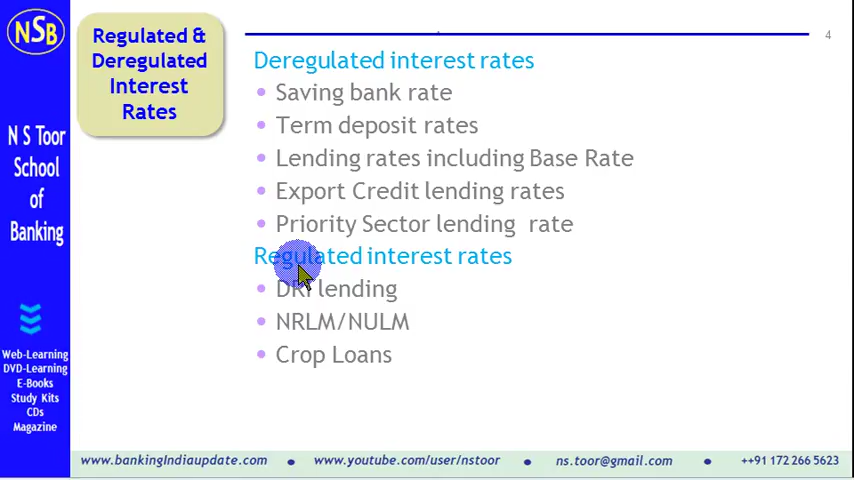 NSB
N S Toor
School
of
Banking
Web-Learning
DVD-Learning
E-Books
Study Kits
CDs
Magazine
Regulated &
Deregulated
Interest
Rates
4
Deregulated interest rates
• Saving bank rate
• Term deposit rates
• Lending rates including Base Rate
• Export Credit lending rates
• Priority Sector lending rate
Regulated interest rates
• DRI lending
• NRLM/NULM
• Crop Loans
www.bankingIndiaupdate.com • www.youtube.com/user/nstoor • ns.toor@gmail.com • ++91 172 266 5623